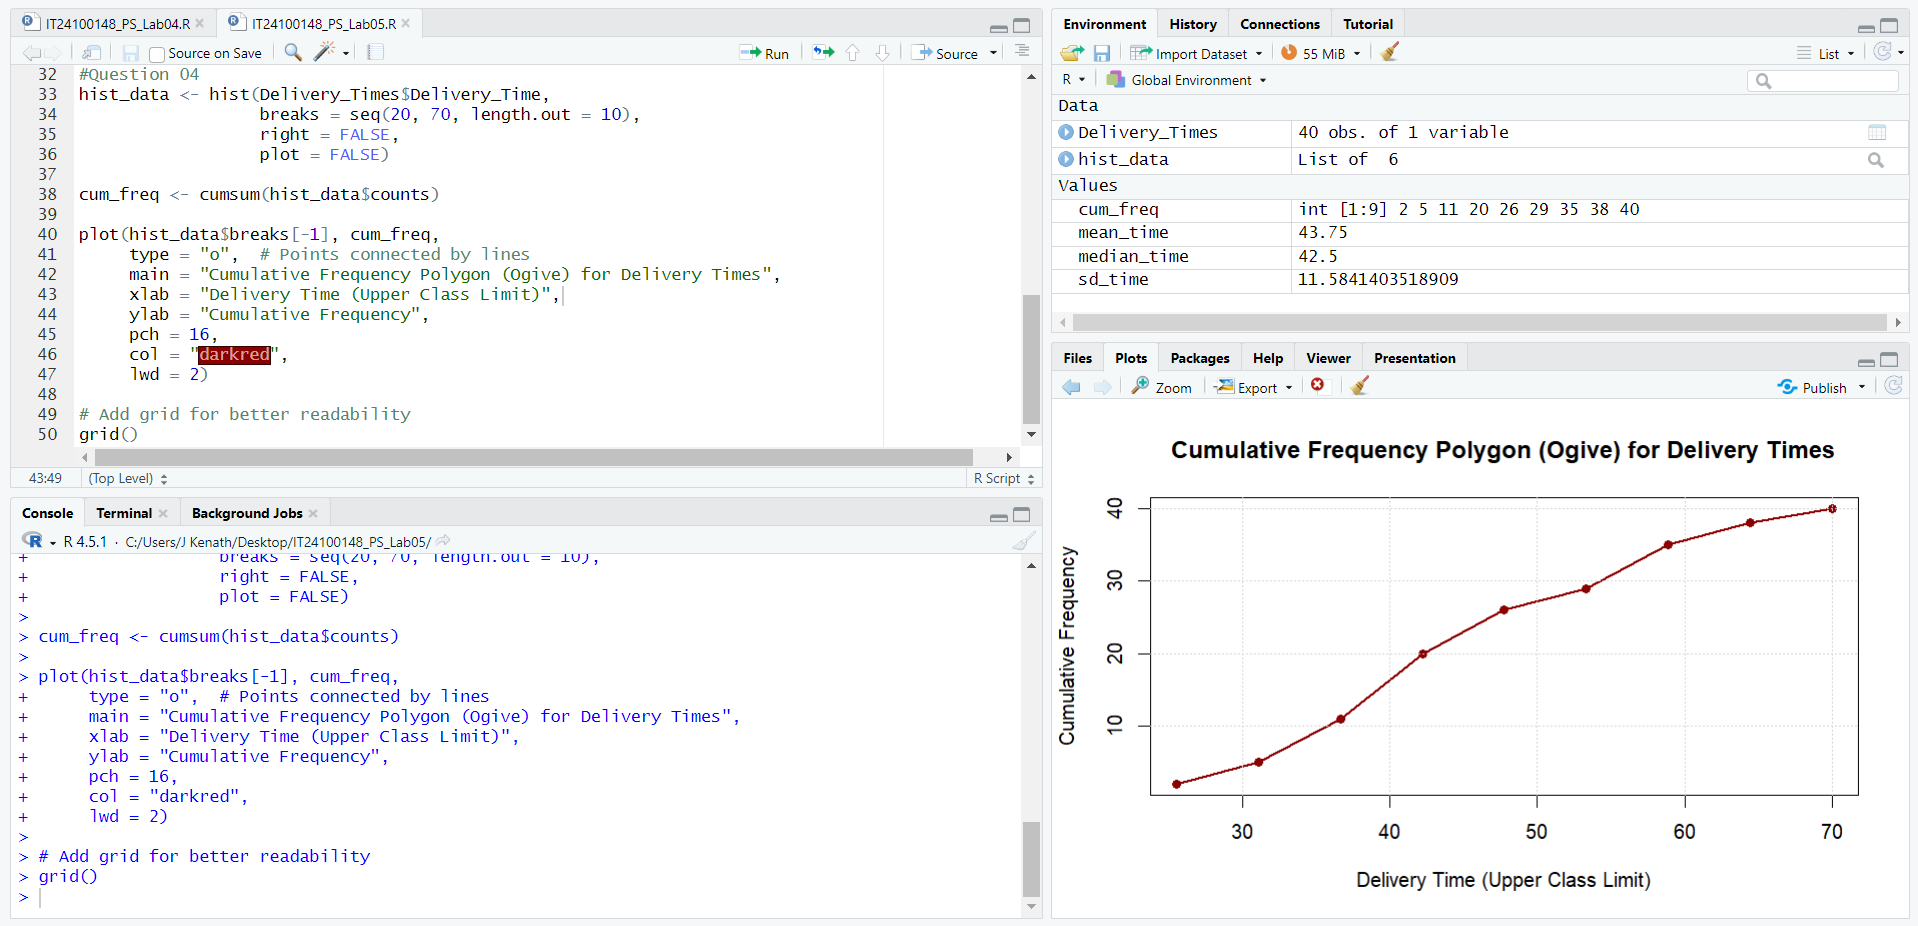 IT24100148_PS_Lab04.R
IT24100148_PS_Lab05.R
Source on Save
Run
Source
32 #Question 04
33 hist_data <- hist(Delivery_Times$Delivery_Time,
34 breaks = seq(20, 70, length.out = 10),
35 right = FALSE,
36 plot = FALSE)
37
38 cum_freq <- cumsum(hist_data$counts)
39
40 plot(hist_data$breaks[-1], cum_freq,
41 type = "o",  # Points connected by lines
42 main = "Cumulative Frequency Polygon (Ogive) for Delivery Times",
43 xlab = "Delivery Time (Upper Class Limit)",
44 ylab = "Cumulative Frequency",
45 pch = 16,
46 col = "darkred",
47 lwd = 2)
48
49 # Add grid for better readability
50 grid()
43:49 (Top Level) R Script
Console Terminal Background Jobs
R R 4.5.1 · C:/Users/J Kenath/Desktop/IT24100148_PS_Lab05/
+ breaks = seq(20, 70, length.out = 10),
+ right = FALSE,
+ plot = FALSE)
>
> cum_freq <- cumsum(hist_data$counts)
>
> plot(hist_data$breaks[-1], cum_freq,
+ type = "o",  # Points connected by lines
+ main = "Cumulative Frequency Polygon (Ogive) for Delivery Times",
+ xlab = "Delivery Time (Upper Class Limit)",
+ ylab = "Cumulative Frequency",
+ pch = 16,
+ col = "darkred",
+ lwd = 2)
>
> # Add grid for better readability
> grid()
>
Environment History Connections Tutorial
Import Dataset 55 MiB List
R Global Environment
Data
Delivery_Times 40 obs. of 1 variable
hist_data List of  6
Values
cum_freq int [1:9] 2 5 11 20 26 29 35 38 40
mean_time 43.75
median_time 42.5
sd_time 11.5841403518909
Files Plots Packages Help Viewer Presentation
Zoom Export Publish
Cumulative Frequency Polygon (Ogive) for Delivery Times
Cumulative Frequency
40
30
20
10
30 40 50 60 70
Delivery Time (Upper Class Limit)